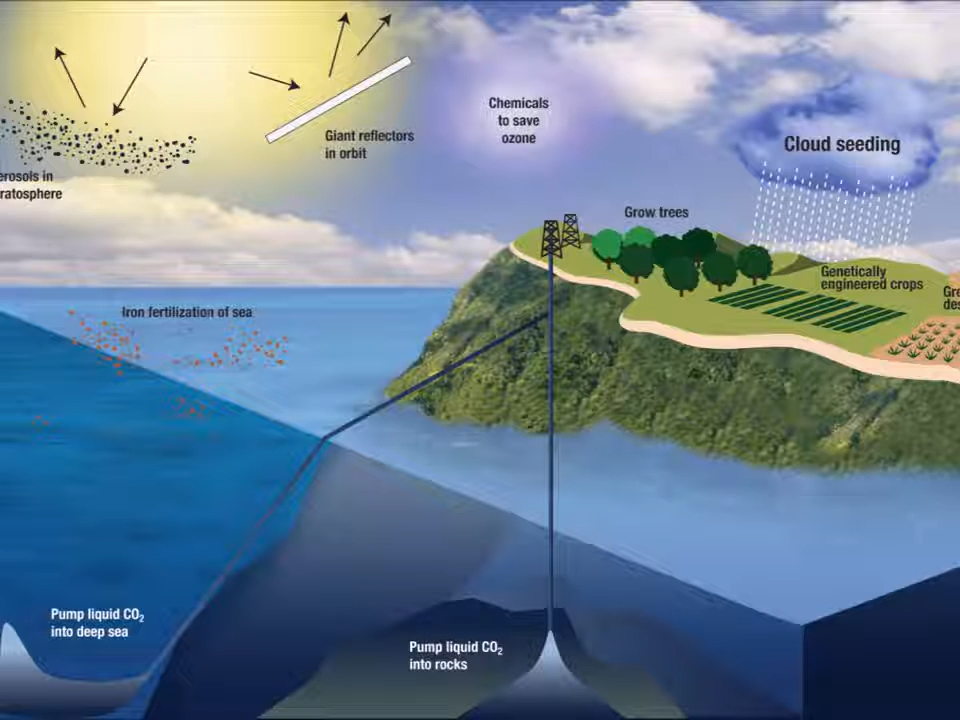 Chemicals
to save
ozone
Giant reflectors
in orbit
Cloud seeding
erosols in
ratosphere
Grow trees
Genetically
engineered crops
Gre
des
Iron fertilization of sea
Pump liquid CO₂
into deep sea
Pump liquid CO₂
into rocks